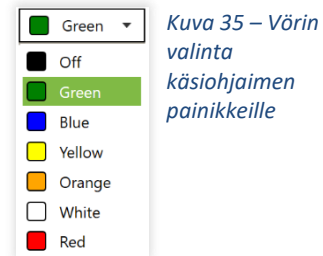 Green
Off
Green
Blue
Yellow
Orange
White
Red
Kuva 35 – Vörin
valinta
käsiohjaimen
painikkeille